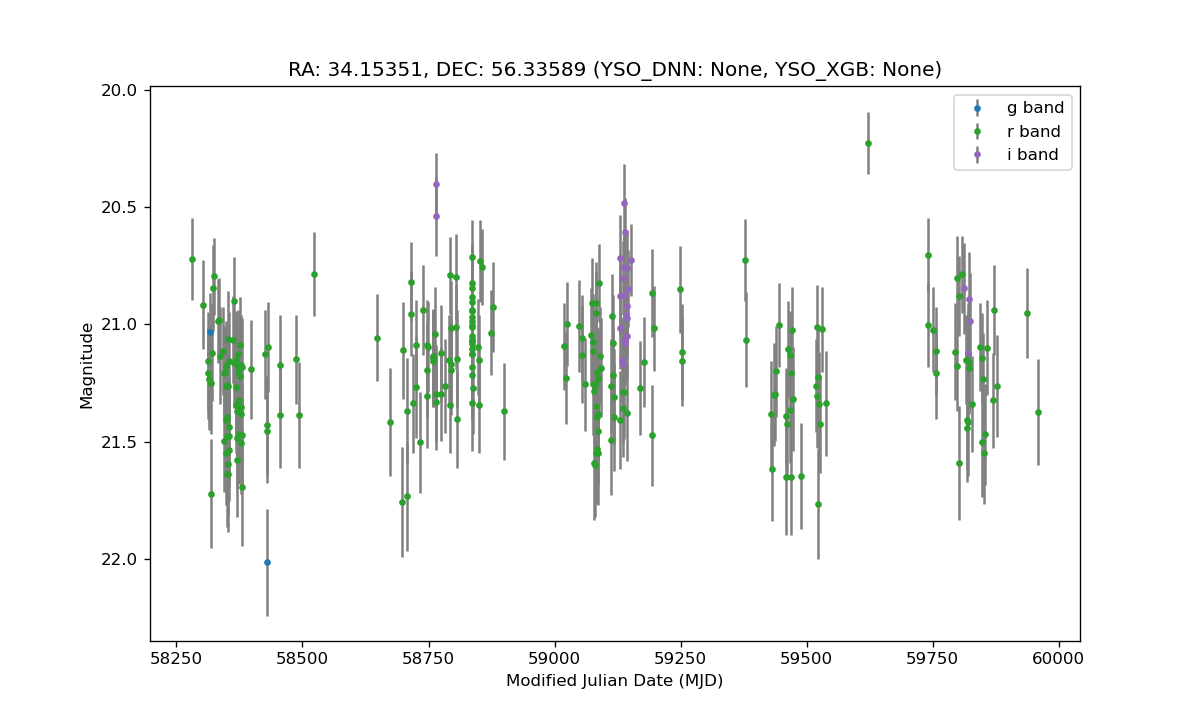 RA: 34.15351, DEC: 56.33589 (YSO_DNN: None, YSO_XGB: None)
g band
r band
i band
Magnitude
20.0
20.5
21.0
21.5
22.0
58250 58500 58750 59000 59250 59500 59750 60000
Modified Julian Date (MJD)